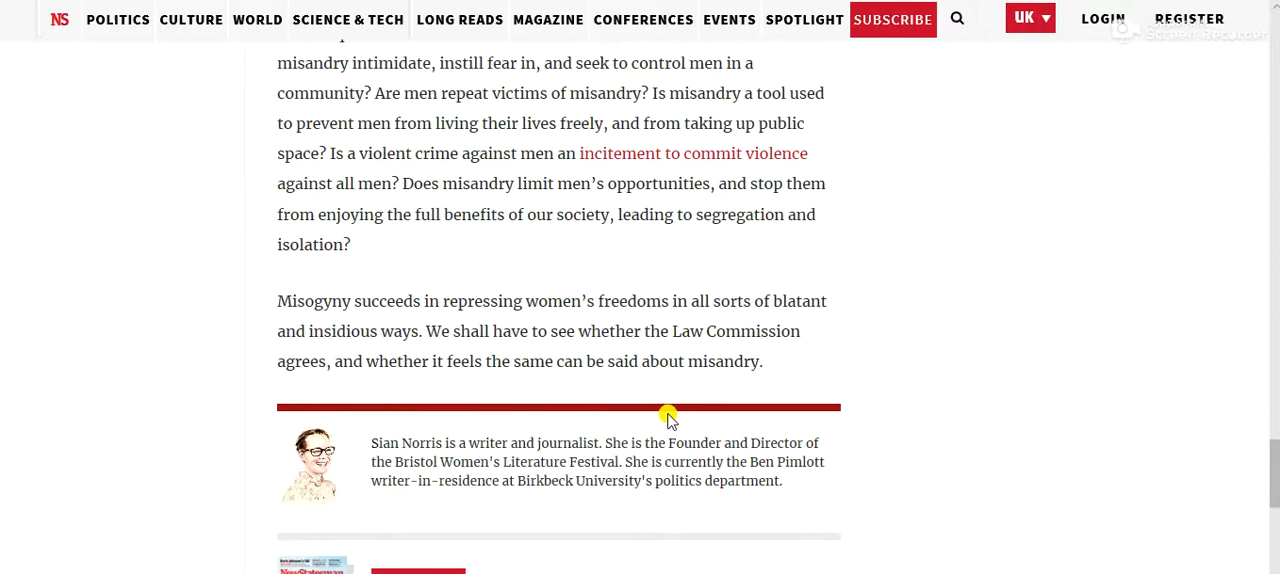 NS POLITICS CULTURE WORLD SCIENCE & TECH LONG READS MAGAZINE CONFERENCES EVENTS SPOTLIGHT SUBSCRIBE UK LOGIN REGISTER
Screen Recorder
misandry intimidate, instill fear in, and seek to control men in a
community? Are men repeat victims of misandry? Is misandry a tool used
to prevent men from living their lives freely, and from taking up public
space? Is a violent crime against men an incitement to commit violence
against all men? Does misandry limit men’s opportunities, and stop them
from enjoying the full benefits of our society, leading to segregation and
isolation?
Misogyny succeeds in repressing women’s freedoms in all sorts of blatant
and insidious ways. We shall have to see whether the Law Commission
agrees, and whether it feels the same can be said about misandry.
Sian Norris is a writer and journalist. She is the Founder and Director of
the Bristol Women's Literature Festival. She is currently the Ben Pimlott
writer-in-residence at Birkbeck University's politics department.
NewStatesman